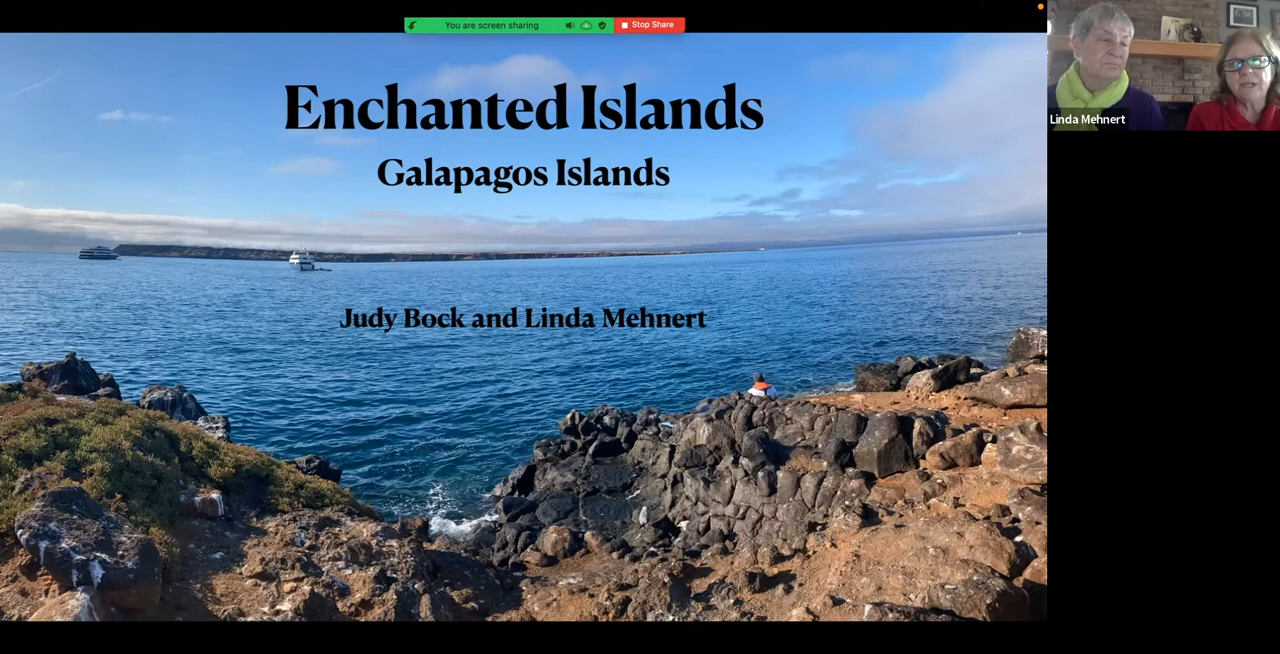 You are screen sharing
Stop Share
Enchanted Islands
Galapagos Islands
Judy Bock and Linda Mehnert
Linda Mehnert